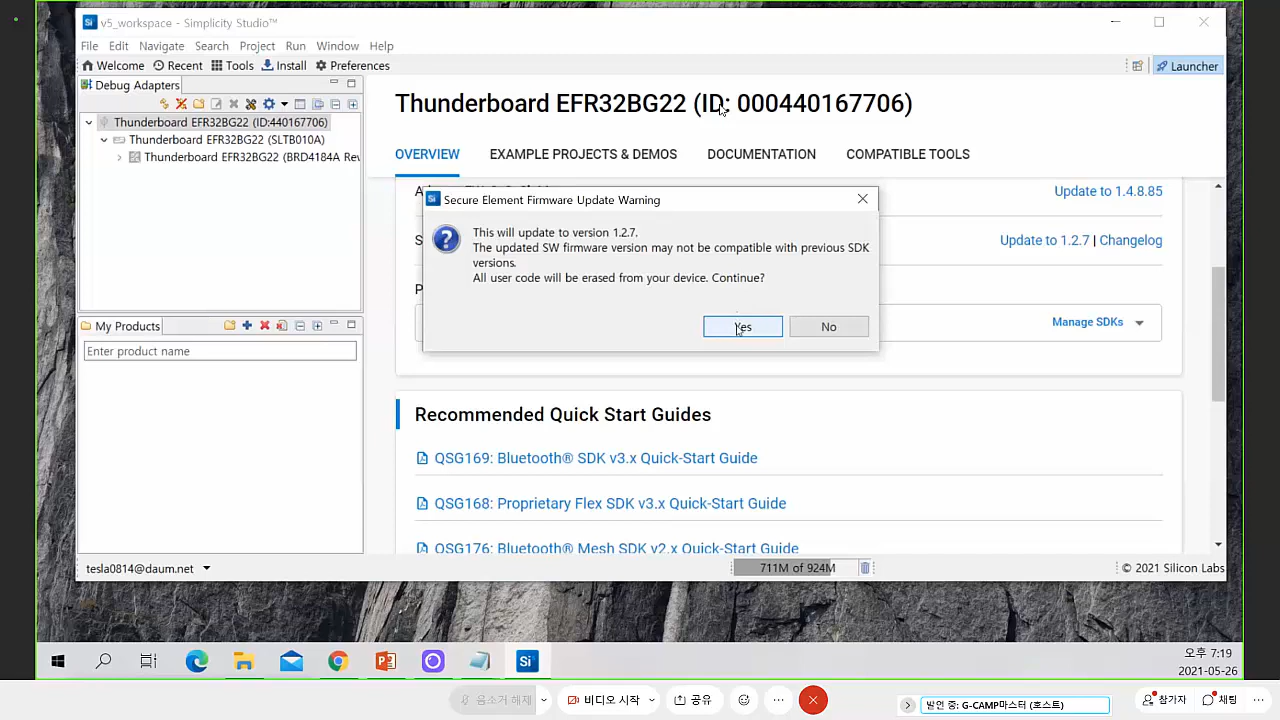 v5_workspace - Simplicity Studio™
File Edit Navigate Search Project Run Window Help
Welcome Recent Tools Install Preferences
Launcher
Debug Adapters
Thunderboard EFR32BG22 (ID:440167706)
Thunderboard EFR32BG22 (SLTB010A)
Thunderboard EFR32BG22 (BRD4184A Rev
My Products
Enter product name
Thunderboard EFR32BG22 (ID: 000440167706)
OVERVIEW EXAMPLE PROJECTS & DEMOS DOCUMENTATION COMPATIBLE TOOLS
Update to 1.4.8.85
Update to 1.2.7 | Changelog
Manage SDKs
Secure Element Firmware Update Warning
This will update to version 1.2.7.
The updated SW firmware version may not be compatible with previous SDK
versions.
All user code will be erased from your device. Continue?
Yes No
Recommended Quick Start Guides
QSG169: Bluetooth® SDK v3.x Quick-Start Guide
QSG168: Proprietary Flex SDK v3.x Quick-Start Guide
QSG176: Bluetooth® Mesh SDK v2.x Quick-Start Guide
tesla0814@daum.net
711M of 924M
© 2021 Silicon Labs
오후 7:19
2021-05-26
음소거 해제 비디오 시작 공유
발언 중: G-CAMP마스터 (호스트)
참가자 채팅